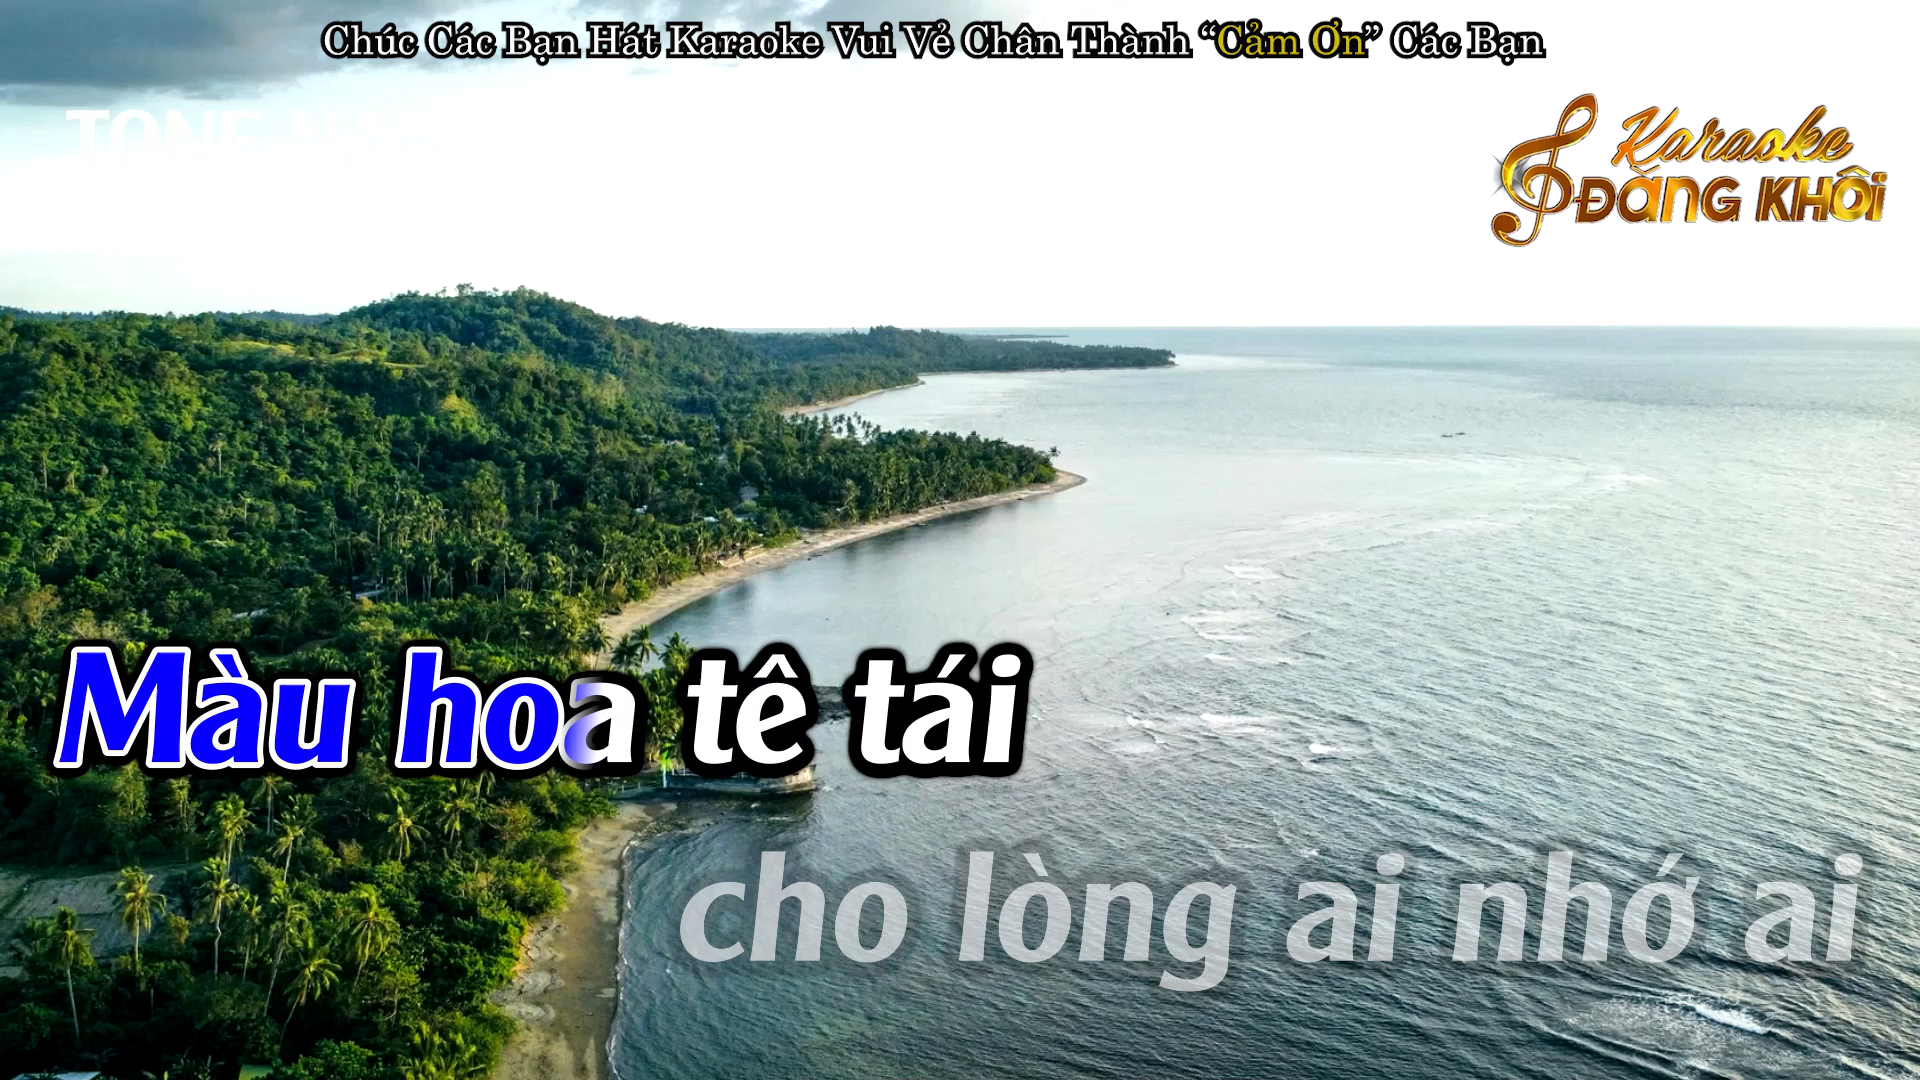 Chúc Các Bạn Hát Karaoke Vui Vẻ Chân Thành “Cảm Ơn” Các Bạn
TONE
Karaoke
ĐĂNG KHÔI
Màu hoa tê tái
cho lòng ai nhớ ai